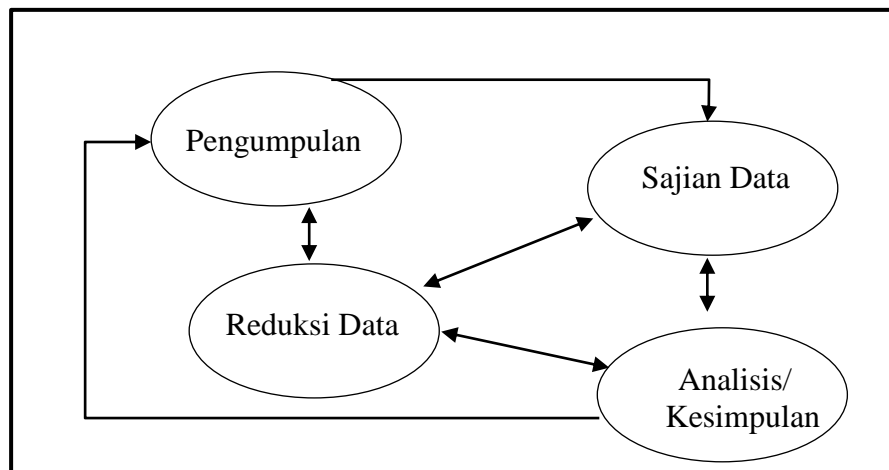 Pengumpulan
Sajian Data
Reduksi Data
Analisis/
Kesimpulan